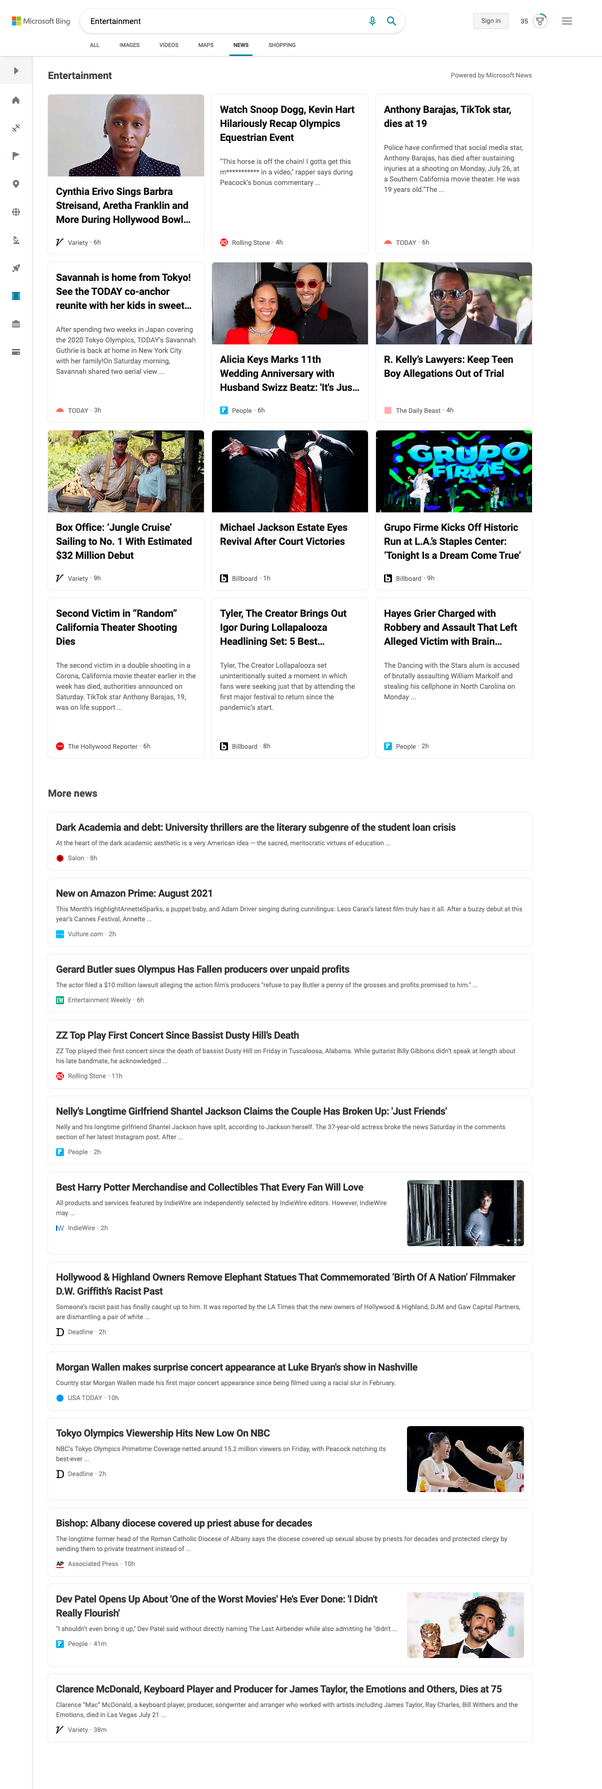 Microsoft Bing
Entertainment
Sign in
35
ALL
IMAGES
VIDEOS
MAPS
NEWS
SHOPPING
Entertainment
Powered by Microsoft News
Cynthia Erivo Sings Barbra
Streisand, Aretha Franklin and
More During Hollywood Bowl...
Variety · 6h
Watch Snoop Dogg, Kevin Hart
Hilariously Recap Olympics
Equestrian Event
"This horse is off the chain! I gotta get this
m*********** in a video," rapper says during
Peacock's bonus commentary ...
Rolling Stone · 4h
Anthony Barajas, TikTok star,
dies at 19
Police have confirmed that social media star,
Anthony Barajas, has died after sustaining
injuries at a shooting on Monday, July 26, at
a Southern California movie theater. He was
19 years old."The ...
TODAY · 6h
Savannah is home from Tokyo!
See the TODAY co-anchor
reunite with her kids in sweet...
After spending two weeks in Japan covering
the 2020 Tokyo Olympics, TODAY's Savannah
Guthrie is back at home in New York City
with her family!On Saturday morning,
Savannah shared two aerial view ...
TODAY · 3h
Alicia Keys Marks 11th
Wedding Anniversary with
Husband Swizz Beatz: 'It's Jus...
People · 6h
R. Kelly's Lawyers: Keep Teen
Boy Allegations Out of Trial
The Daily Beast · 4h
Box Office: 'Jungle Cruise'
Sailing to No. 1 With Estimated
$32 Million Debut
Variety · 9h
Michael Jackson Estate Eyes
Revival After Court Victories
Billboard · 1h
GRUPO
FIRME
Grupo Firme Kicks Off Historic
Run at L.A.'s Staples Center:
'Tonight Is a Dream Come True'
Billboard · 9h
Second Victim in "Random"
California Theater Shooting
Dies
The second victim in a double shooting in a
Corona, California movie theater earlier in the
week has died, authorities announced on
Saturday. TikTok star Anthony Barajas, 19,
was on life support ...
The Hollywood Reporter · 6h
Tyler, The Creator Brings Out
Igor During Lollapalooza
Headlining Set: 5 Best...
Tyler, The Creator Lollapalooza set
unintentionally suited a moment in which
fans were seeking just that by attending the
first major festival to return since the
pandemic's start.
Billboard · 8h
Hayes Grier Charged with
Robbery and Assault That Left
Alleged Victim with Brain...
The Dancing with the Stars alum is accused
of brutally assaulting William Markolf and
stealing his cellphone in North Carolina on
Monday ...
People · 2h
More news
Dark Academia and debt: University thrillers are the literary subgenre of the student loan crisis
At the heart of the dark academic aesthetic is a very American idea — the sacred, meritocratic virtues of education ...
Salon · 8h
New on Amazon Prime: August 2021
This Month's HighlightAnnetteSparks, a puppet baby, and Adam Driver singing during cunnilingus: Leos Carax's latest film truly has it all. After a buzzy debut at this
year's Cannes Festival, Annette ...
Vulture.com · 2h
Gerard Butler sues Olympus Has Fallen producers over unpaid profits
The actor filed a $10 million lawsuit alleging the action film's producers "refuse to pay Butler a penny of the grosses and profits promised to him." ...
EW Entertainment Weekly · 6h
ZZ Top Play First Concert Since Bassist Dusty Hill's Death
ZZ Top played their first concert since the death of bassist Dusty Hill on Friday in Tuscaloosa, Alabama. While guitarist Billy Gibbons didn't speak at length about
his late bandmate, he acknowledged ...
Rolling Stone · 11h
Nelly's Longtime Girlfriend Shantel Jackson Claims the Couple Has Broken Up: 'Just Friends'
Nelly and his longtime girlfriend Shantel Jackson have split, according to Jackson herself. The 37-year-old actress broke the news Saturday in the comments
section of her latest Instagram post. After ...
People · 2h
Best Harry Potter Merchandise and Collectibles That Every Fan Will Love
All products and services featured by IndieWire are independently selected by IndieWire editors. However, IndieWire
may ...
IW IndieWire · 2h
Hollywood & Highland Owners Remove Elephant Statues That Commemorated 'Birth Of A Nation' Filmmaker
D.W. Griffith's Racist Past
Someone's racist past has finally caught up to him. It was reported by the LA Times that the new owners of Hollywood & Highland, DJM and Gaw Capital Partners,
are dismantling a pair of white ...
Deadline · 2h
Morgan Wallen makes surprise concert appearance at Luke Bryan's show in Nashville
Country star Morgan Wallen made his first major concert appearance since being filmed using a racial slur in February.
USA TODAY · 10h
Tokyo Olympics Viewership Hits New Low On NBC
NBC's Tokyo Olympics Primetime Coverage netted around 15.2 million viewers on Friday, with Peacock notching its
best-ever ...
Deadline · 2h
Bishop: Albany diocese covered up priest abuse for decades
The longtime former head of the Roman Catholic Diocese of Albany says the diocese covered up sexual abuse by priests for decades and protected clergy by
sending them to private treatment instead of ...
AP Associated Press · 10h
Dev Patel Opens Up About 'One of the Worst Movies' He's Ever Done: 'I Didn't
Really Flourish'
"I shouldn't even bring it up," Dev Patel said without directly naming The Last Airbender while also admitting he "didn't ...
People · 41m
Clarence McDonald, Keyboard Player and Producer for James Taylor, the Emotions and Others, Dies at 75
Clarence "Mac" McDonald, a keyboard player, producer, songwriter and arranger who worked with artists including James Taylor, Ray Charles, Bill Withers and the
Emotions, died in Las Vegas July 21 ...
Variety · 38m